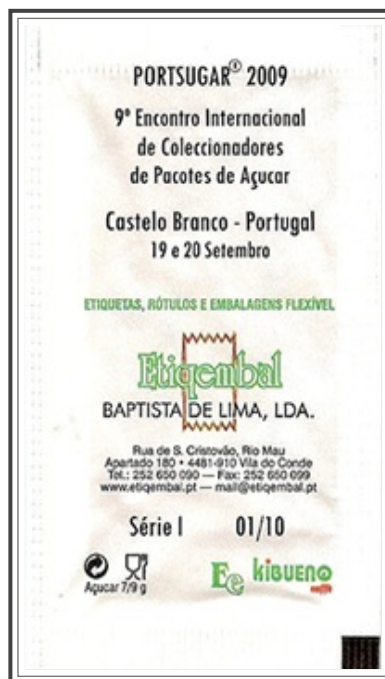 PORTSUGAR® 2009
9º Encontro Internacional
de Coleccionadores
de Pacotes de Açucar
Castelo Branco - Portugal
19 e 20 Setembro
ETIQUETAS, RÓTULOS E EMBALAGENS FLEXÍVEL
Etiqembal
BAPTISTA DE LIMA, LDA.
Rua de S. Cristovão, Rio Mau
Apartado 180 • 4481-910 Vila do Conde
Tel.: 252 650 090 — Fax: 252 650 099
www.etiqembal.pt — mail@etiqembal.pt
Série I 01/10
Açucar 7/9 g
Ee kiBUENO